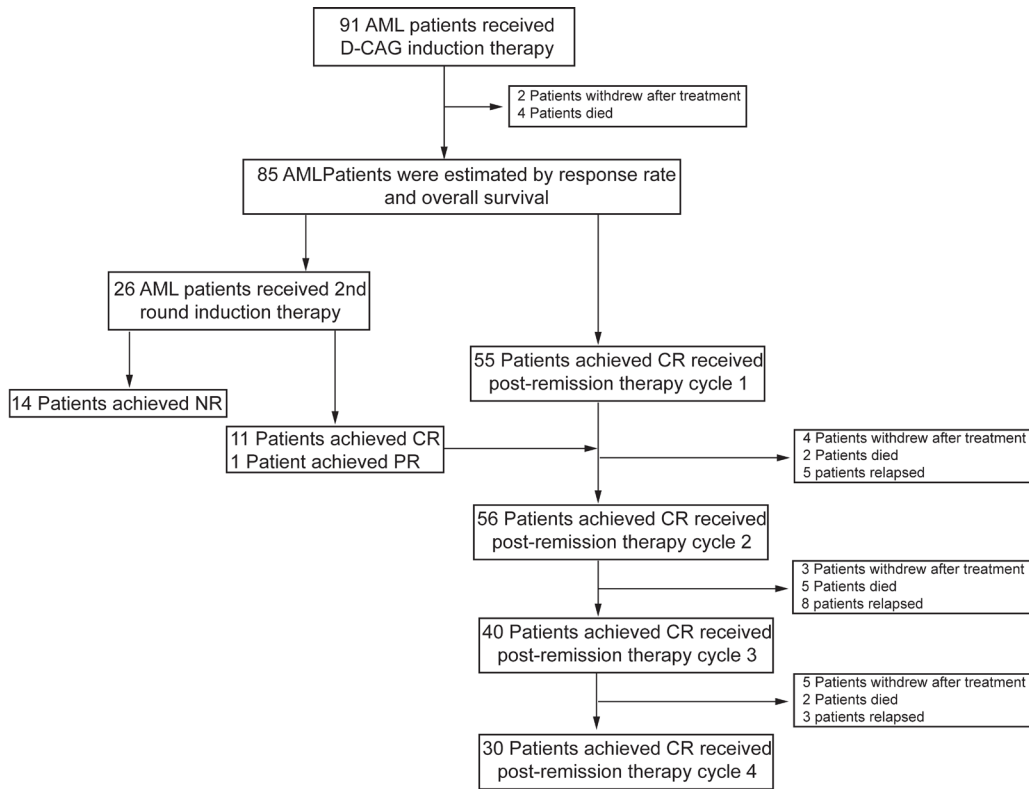 91 AML patients received
D-CAG induction therapy
2 Patients withdrew after treatment
4 Patients died
85 AMLPatients were estimated by response rate
and overall survival
26 AML patients received 2nd
round induction therapy
55 Patients achieved CR received
post-remission therapy cycle 1
14 Patients achieved NR
11 Patients achieved CR
1 Patient achieved PR
4 Patients withdrew after treatment
2 Patients died
5 patients relapsed
56 Patients achieved CR received
post-remission therapy cycle 2
3 Patients withdrew after treatment
5 Patients died
8 patients relapsed
40 Patients achieved CR received
post-remission therapy cycle 3
5 Patients withdrew after treatment
2 Patients died
3 patients relapsed
30 Patients achieved CR received
post-remission therapy cycle 4